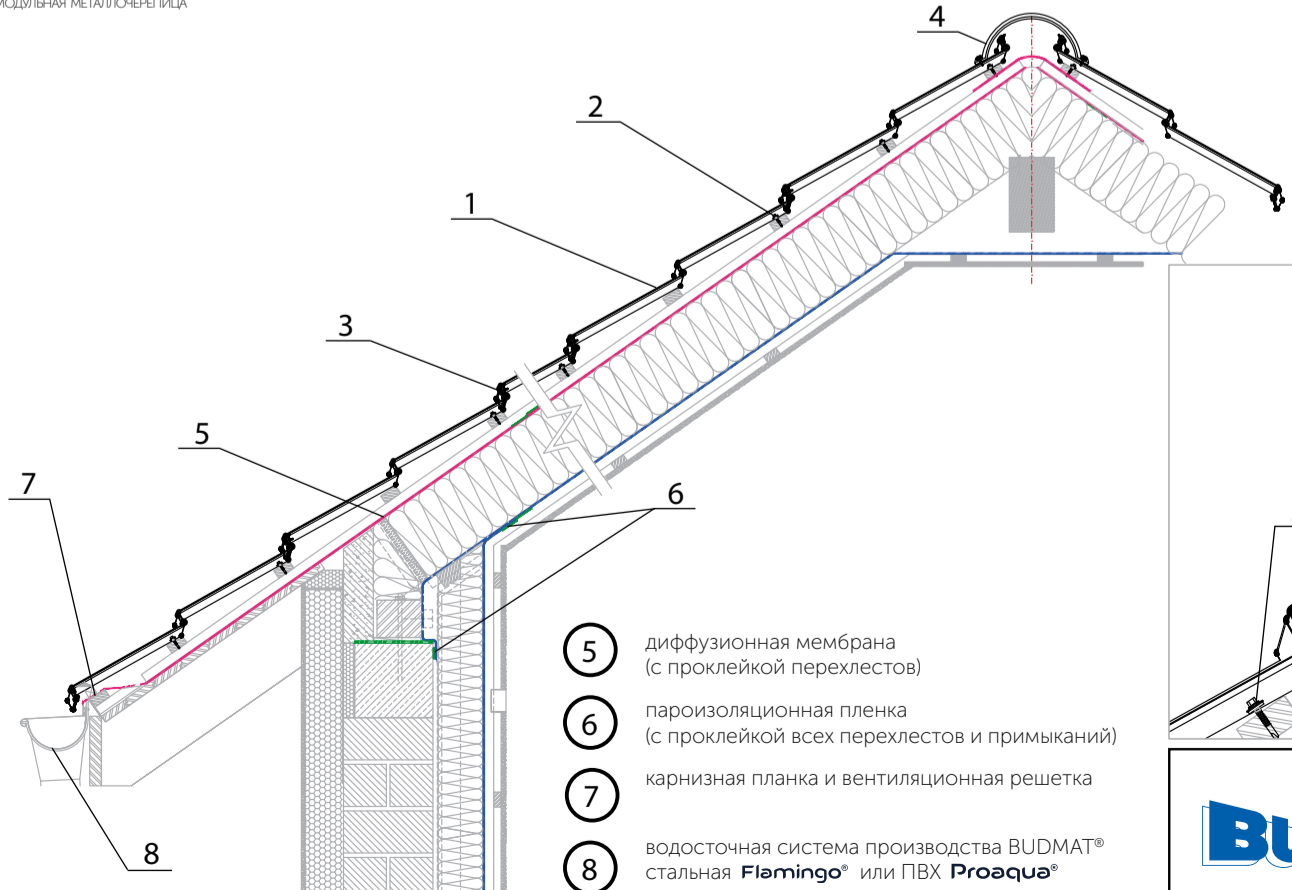 МОДУЛЬНАЯ МЕТАЛЛОЧЕРЕПИЦА
4
2
1
3
5
7
6
8
5 диффузионная мембрана
(с проклейкой перехлестов)
6 пароизоляционная пленка
(с проклейкой всех перехлестов и примыканий)
7 карнизная планка и вентиляционная решетка
8 водосточная система производства BUDMAT®
стальная Flamingo® или ПВХ Proaqua®